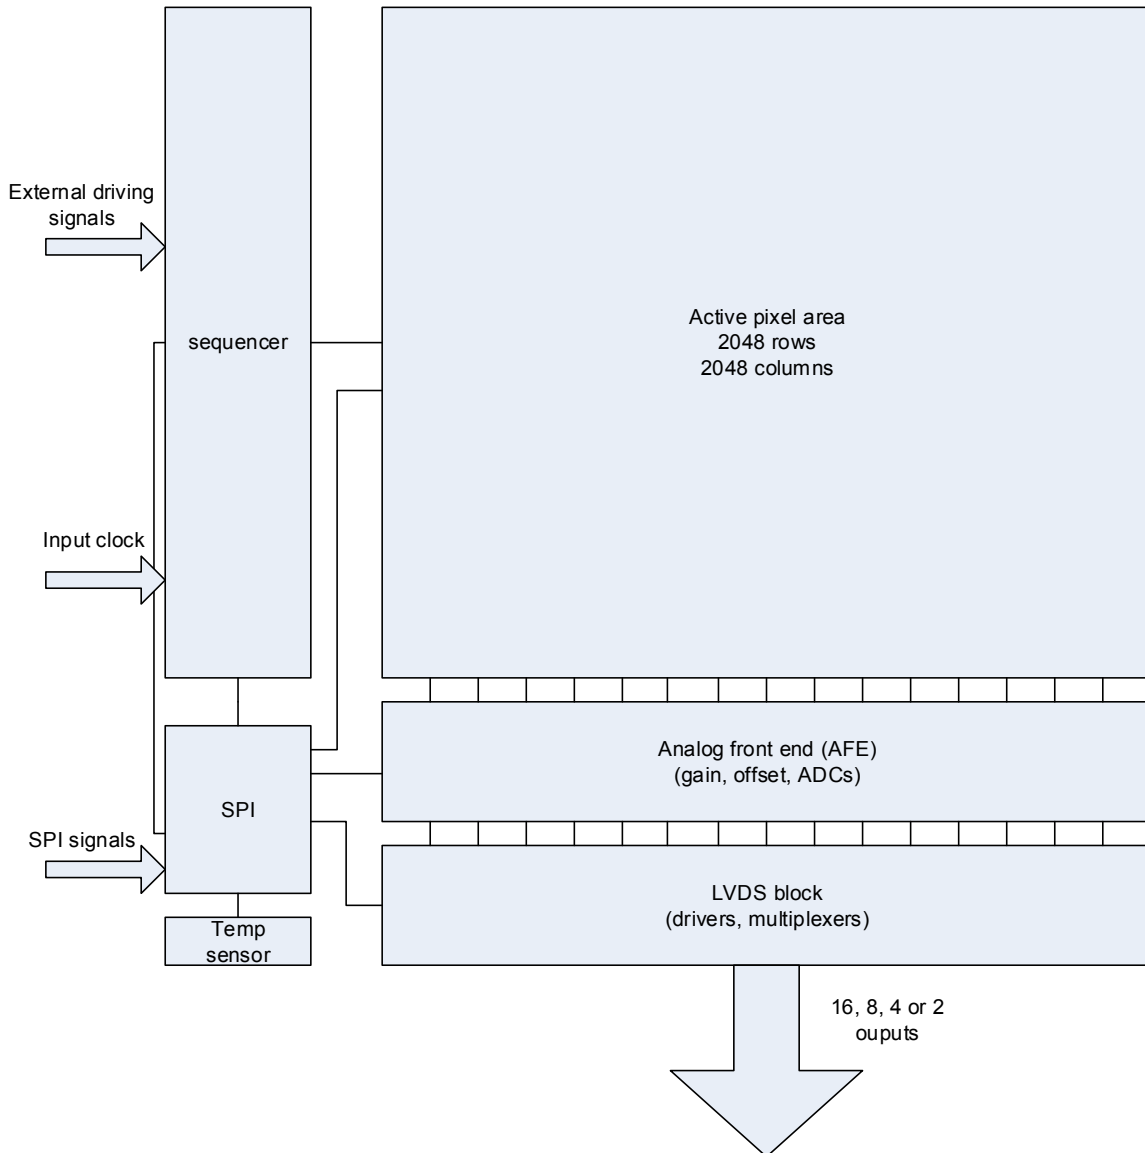 External driving
signals
sequencer
Active pixel area
2048 rows
2048 columns
Input clock
SPI signals
SPI
Analog front end (AFE)
(gain, offset, ADCs)
LVDS block
(drivers, multiplexers)
Temp
sensor
16, 8, 4 or 2
ouputs